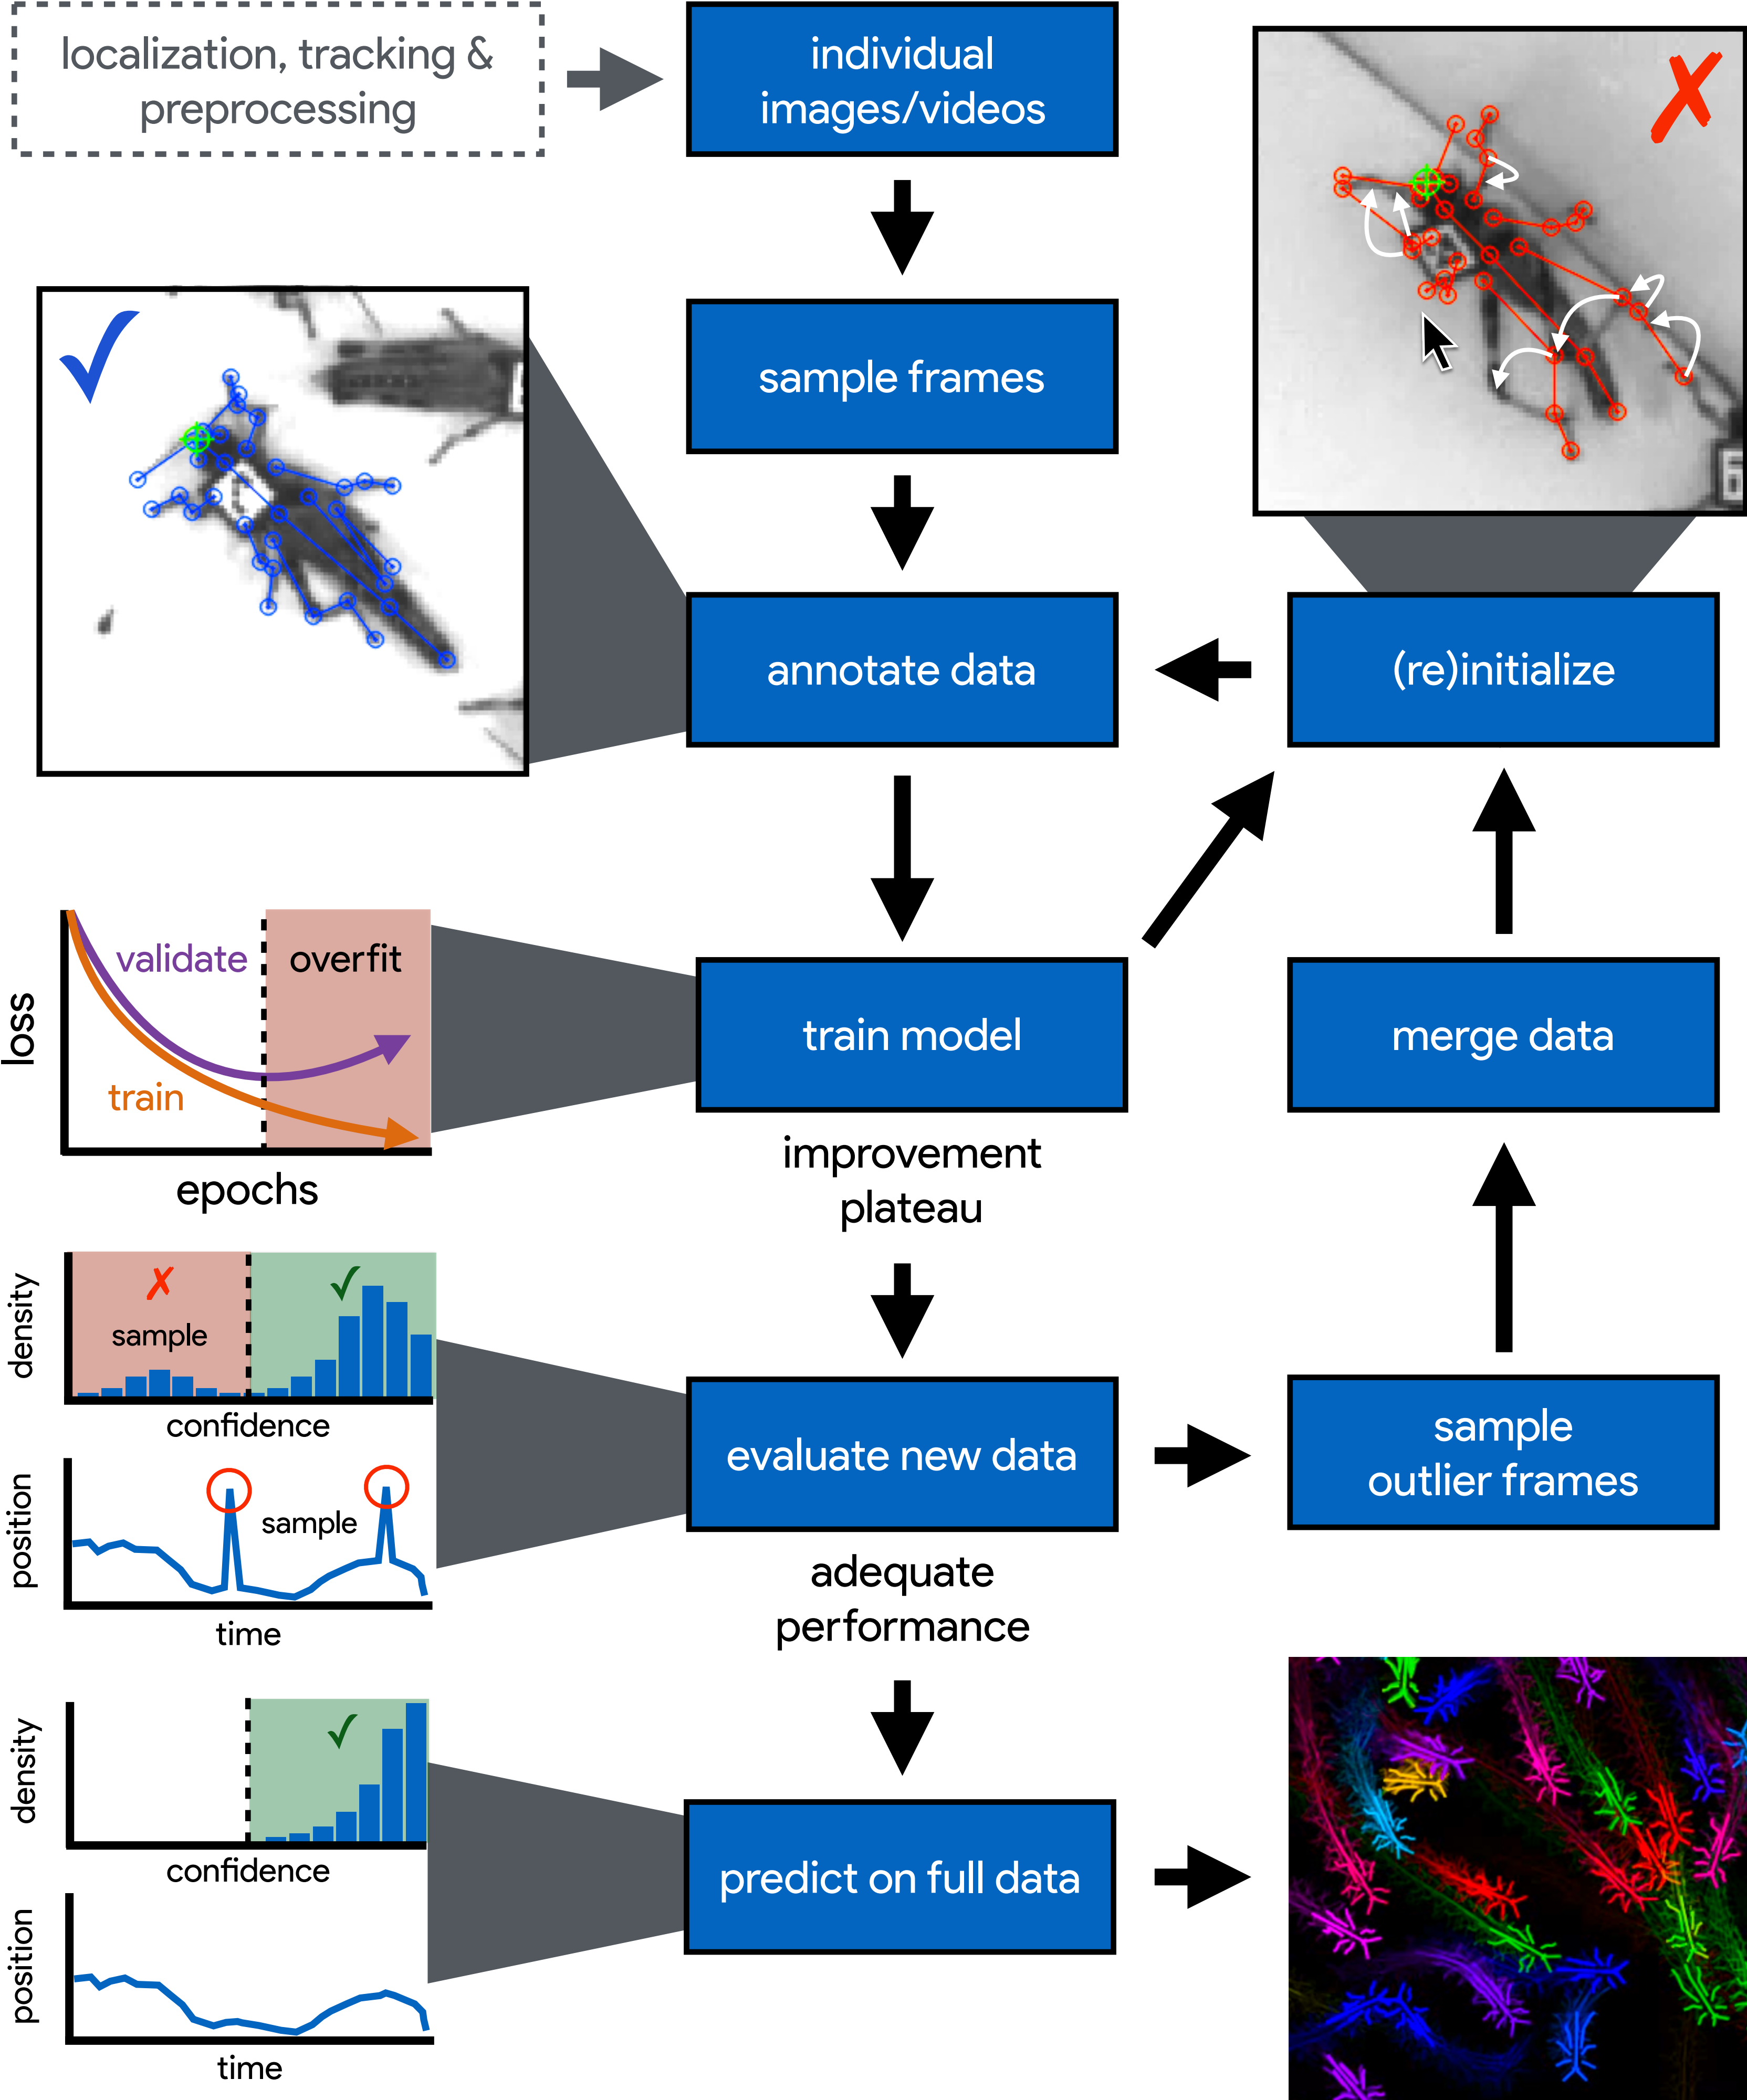 localization, tracking &
preprocessing
individual
images/videos
sample frames
annotate data
(re)initialize
validate
overfit
train
loss
epochs
train model
merge data
improvement
plateau
density
sample
confidence
position
sample
time
evaluate new data
sample
outlier frames
adequate
performance
density
confidence
position
time
predict on full data